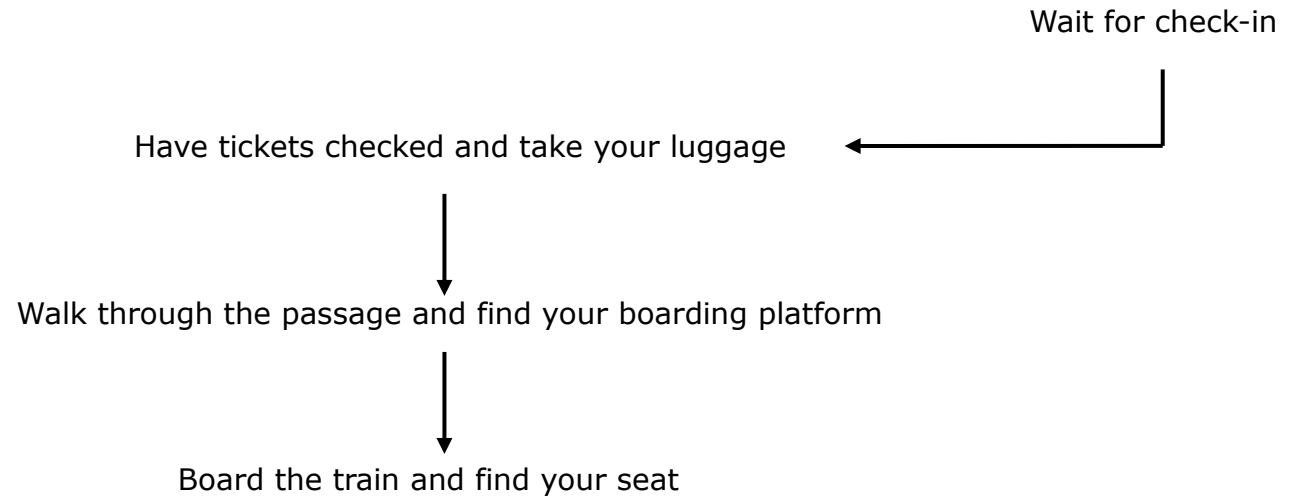 Wait for check-in
Have tickets checked and take your luggage
Walk through the passage and find your boarding platform
Board the train and find your seat